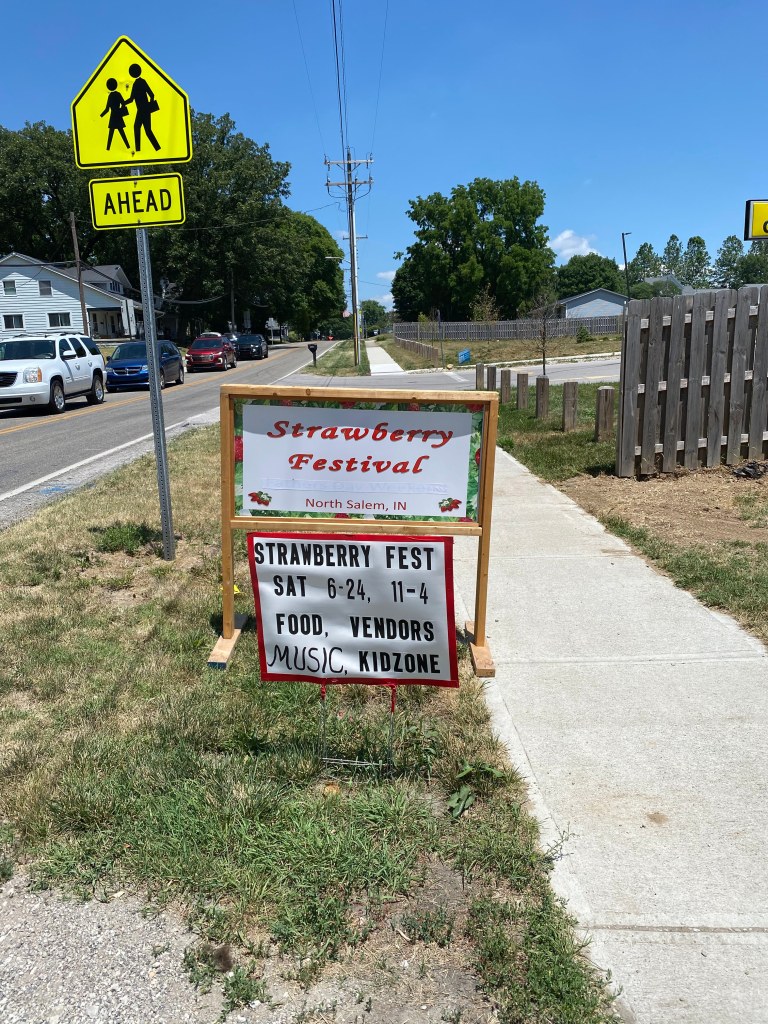 AHEAD
Strawberry
Festival
North Salem, IN
STRAWBERRY FEST
SAT 6-24, 11-4
FOOD, VENDORS
MUSIC, KIDZONE